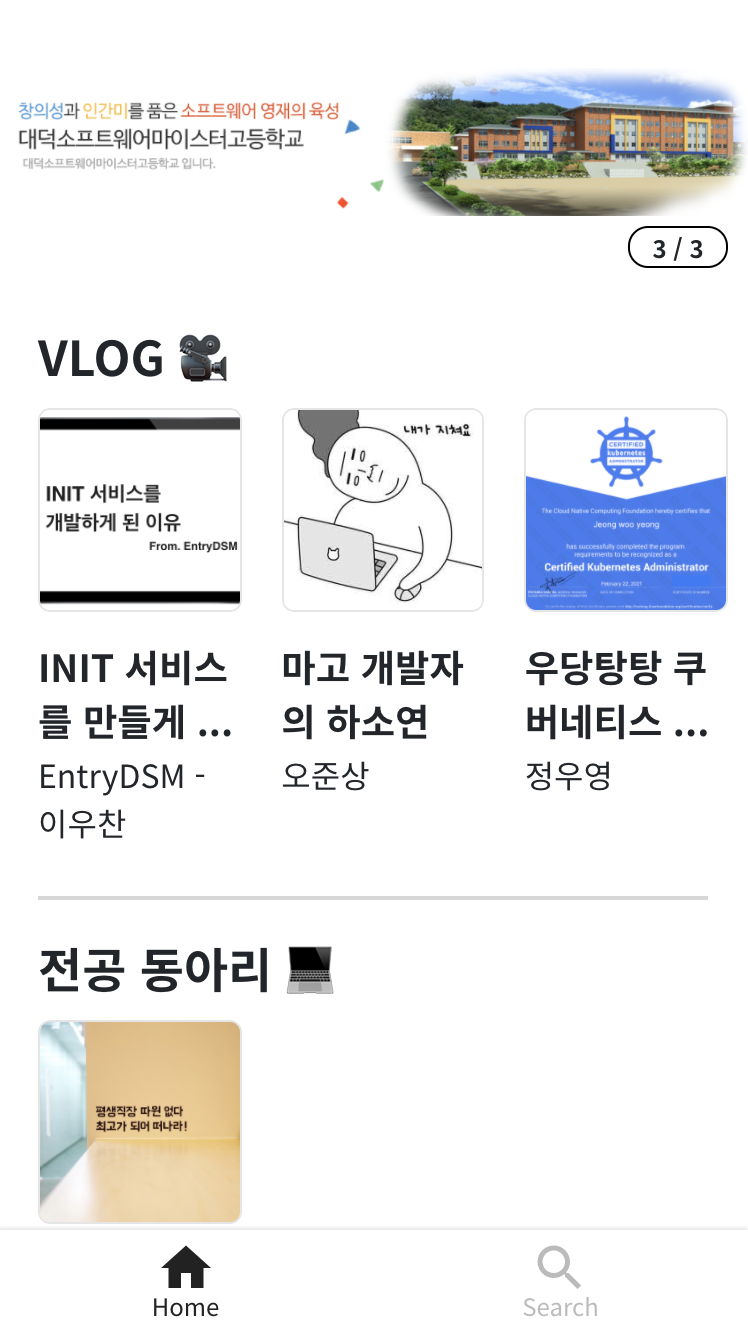 창의성과 인간미를 품은 소프트웨어 영재의 육성
대덕소프트웨어마이스터고등학교
대덕소프트웨어마이스터고등학교 입니다.
3 / 3
VLOG
INIT 서비스를
개발하게 된 이유
From. EntryDSM
내가 지쳐요
CERTIFIED
kubernetes
ADMINISTRATOR
The Cloud Native Computing Foundation hereby certifies that
Jeong woo yeong
has successfully completed the program
requirements to be recognized as a
Certified Kubernetes Administrator
February 22, 2021
INIT 서비스
를 만들게 ...
EntryDSM -
이우찬
마고 개발자
의 하소연
오준상
우당탕탕 쿠
버네티스 ...
정우영
전공 동아리
평생직장 따윈 없다
최고가 되어 떠나라!
Home
Search